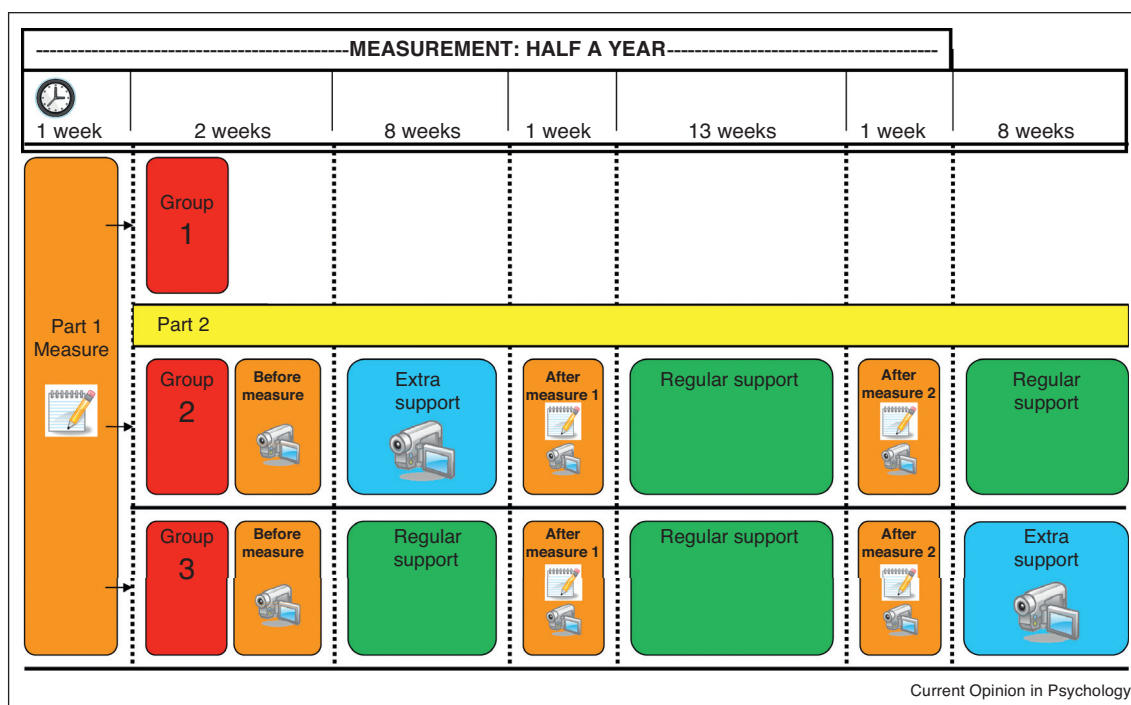 MEASUREMENT: HALF A YEAR
1 week 2 weeks 8 weeks 1 week 13 weeks 1 week 8 weeks
Group
1
Part 1
Measure
Part 2
Group
2
Before
measure
Extra
support
After
measure 1
Regular support
After
measure 2
Regular
support
Group
3
Before
measure
Regular
support
After
measure 1
Regular support
After
measure 2
Extra
support
Current Opinion in Psychology